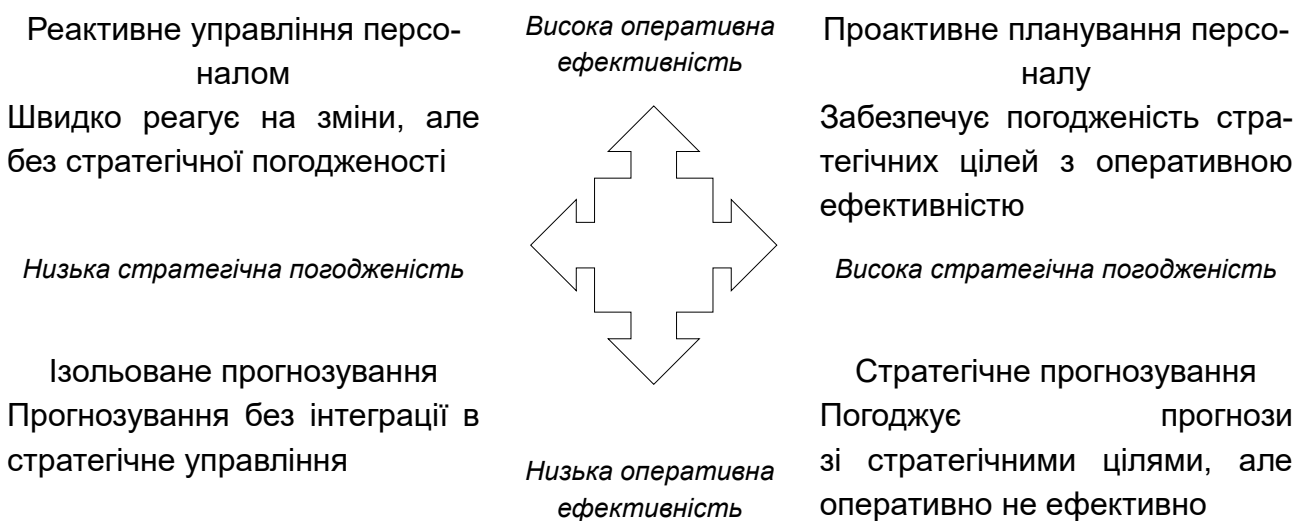 Реактивне управління персо-
налом
Швидко реагує на зміни, але
без стратегічної погодженості
Висока оперативна
ефективність
Проактивне планування персо-
налу
Забезпечує погодженість стра-
тегічних цілей з оперативною
ефективністю
Низька стратегічна погодженість
Висока стратегічна погодженість
Ізольоване прогнозування
Прогнозування без інтеграції в
стратегічне управління
Низька оперативна
ефективність
Стратегічне прогнозування
Погоджує прогнози
зі стратегічними цілями, але
оперативно не ефективно